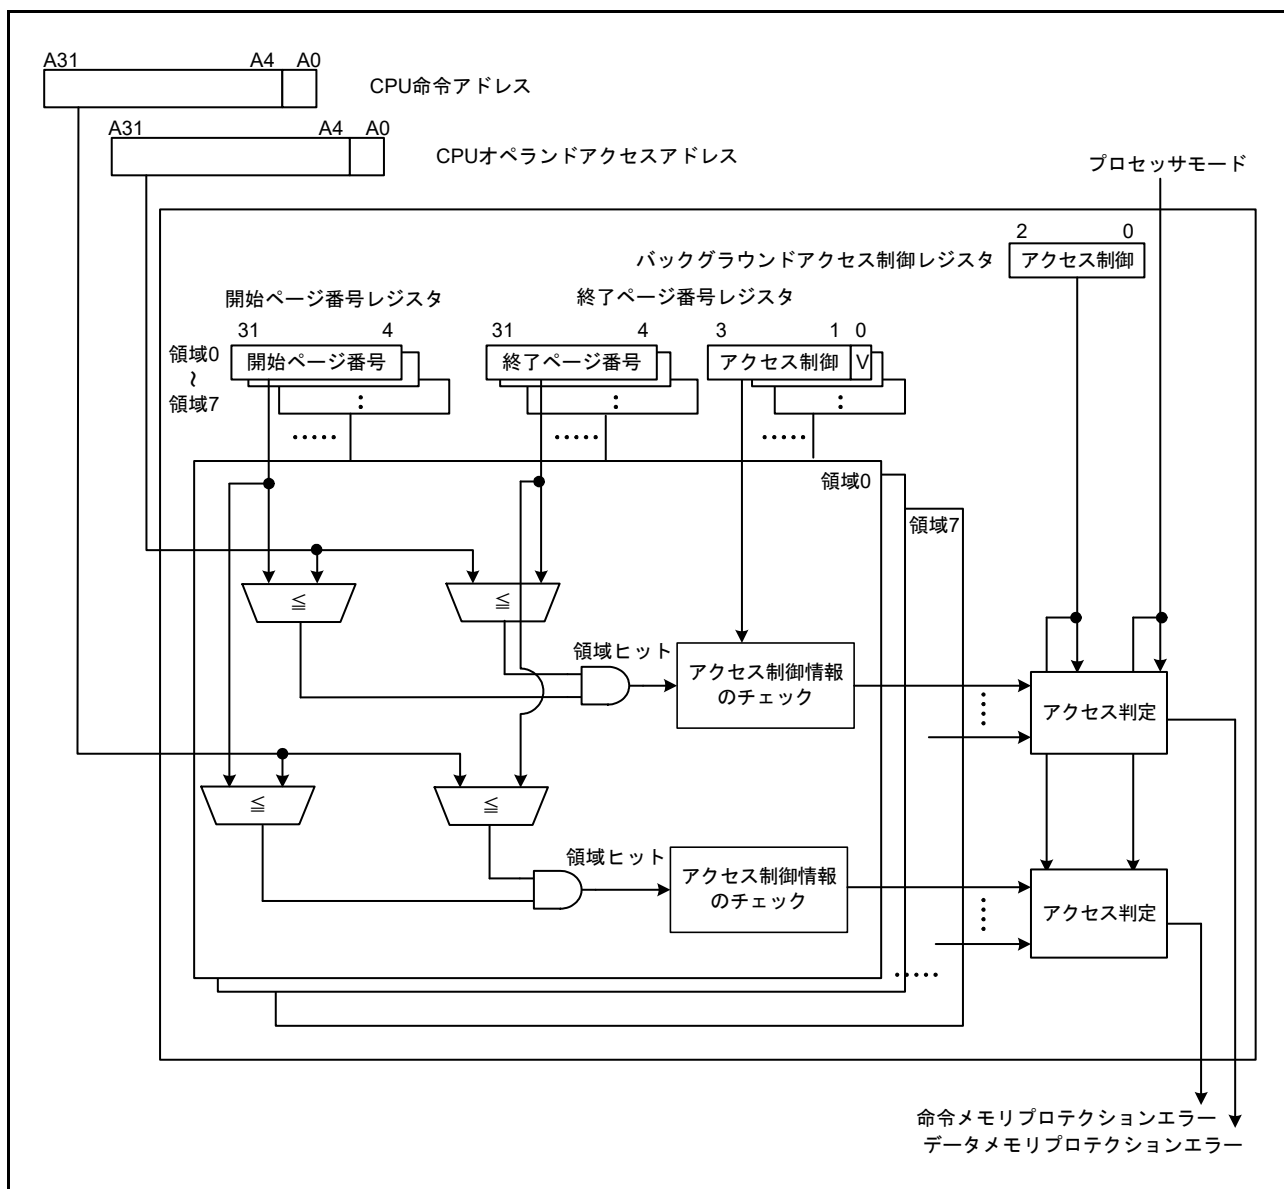 A31 A4 A0
CPU命令アドレス
A31 A4 A0
CPUオペランドアクセスアドレス
プロセッサモード
2 0
バックグラウンドアクセス制御レジスタ アクセス制御
開始ページ番号レジスタ 終了ページ番号レジスタ
31 4 31 4 3 1 0
領域0 開始ページ番号 終了ページ番号 アクセス制御 V
～
領域7 : : :
..... ..... .....
領域0
領域7
≦ ≦
領域ヒット
アクセス制御情報
のチェック
アクセス判定
≦ ≦
領域ヒット
アクセス制御情報
のチェック
アクセス判定
.....
命令メモリプロテクションエラー
データメモリプロテクションエラー